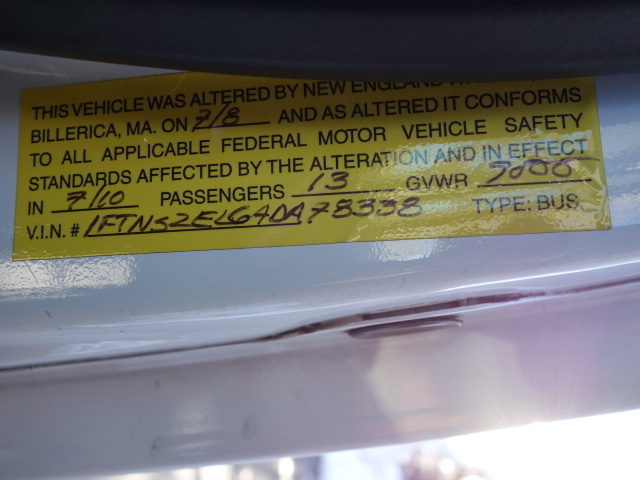 THIS VEHICLE WAS ALTERED BY NEW ENGLAND
BILLERICA, MA. ON 7/8 AND AS ALTERED IT CONFORMS
TO ALL APPLICABLE FEDERAL MOTOR VEHICLE SAFETY
STANDARDS AFFECTED BY THE ALTERATION AND IN EFFECT
IN 7/10 PASSENGERS 13 GVWR
V.I.N. # TYPE: BUS